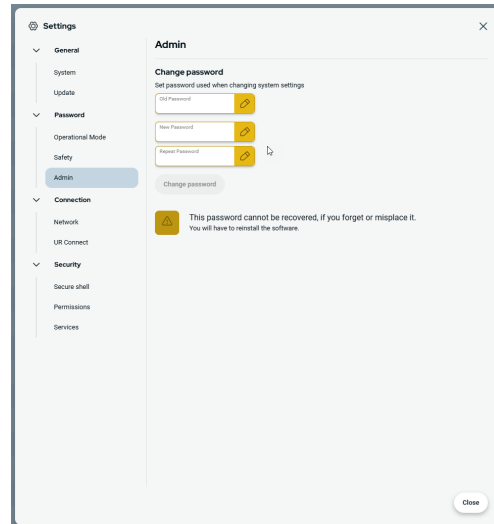 Settings
General
System
Update
Password
Operational Mode
Safety
Admin
Connection
Network
UR Connect
Security
Secure shell
Permissions
Services
Admin
Change password
Set password used when changing system settings
Old Password
New Password
Repeat Password
Change password
This password cannot be recovered, if you forget or misplace it.
You will have to reinstall the software.
Close